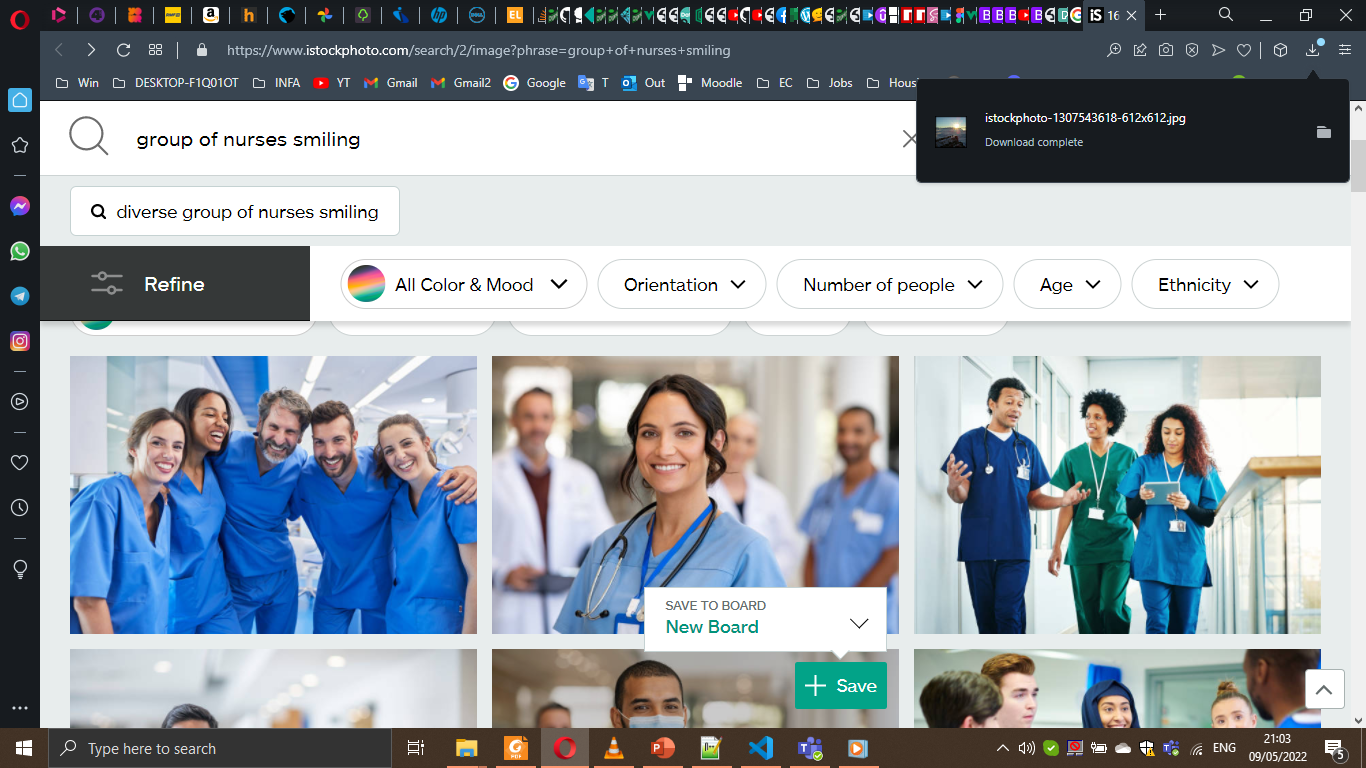 iS 16
https://www.istockphoto.com/search/2/image?phrase=group+of+nurses+smiling
Win DESKTOP-F1Q01OT INFA YT Gmail Gmail2 Google T Out Moodle EC Jobs Hous
istockphoto-1307543618-612x612.jpg
Download complete
group of nurses smiling
diverse group of nurses smiling
Refine
All Color & Mood Orientation Number of people Age Ethnicity
SAVE TO BOARD
New Board
Save
Type here to search
ENG
21:03
09/05/2022
5